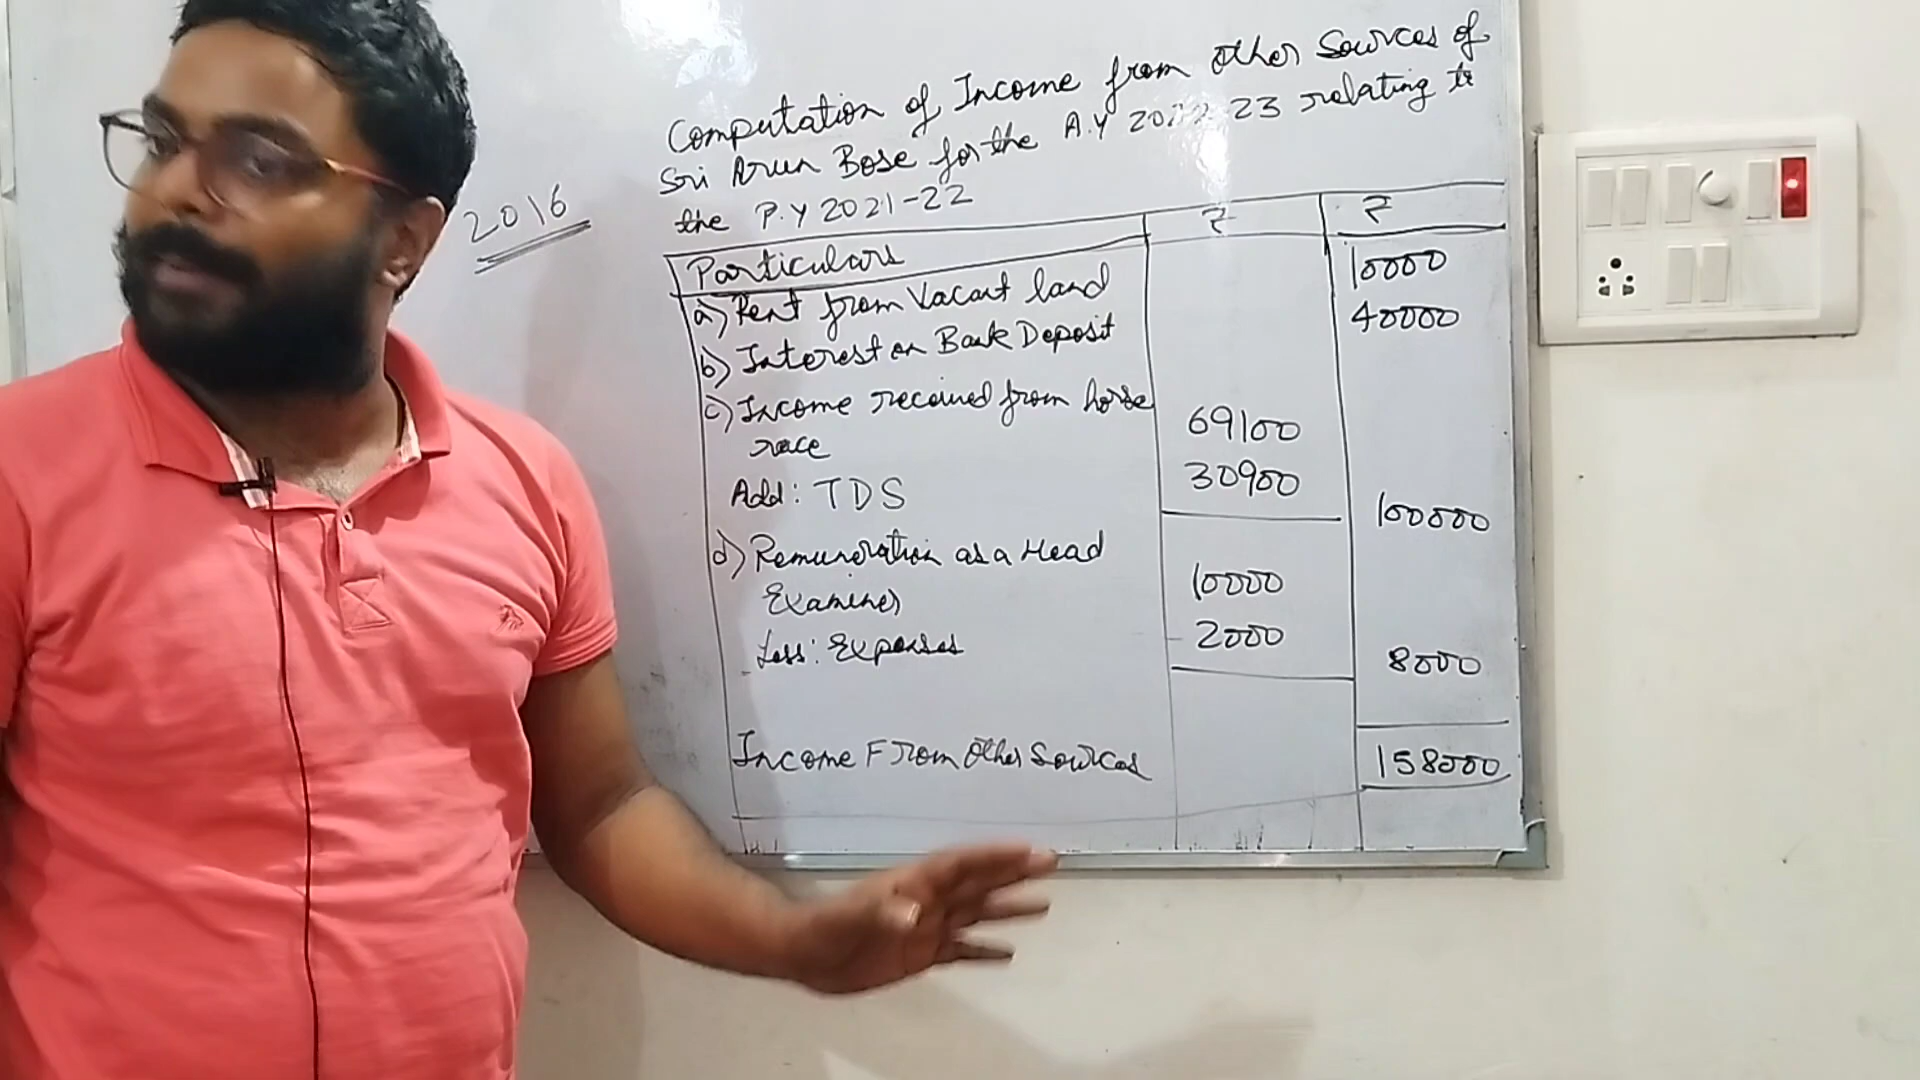 Computation of Income from Other Sources of
Sri Arun Bose for the A.Y 2022-23 relating to
the P.Y 2021-22
2016
Particulars ₹ ₹
a) Rent from Vacant land 10000
b) Interest on Bank Deposit 40000
c) Income received from horse
race 69100
Add: TDS 30900 100000
d) Remuneration as a Head
Examiner 10000
Less: Expenses 2000 8000
Income From Other Sources 158000